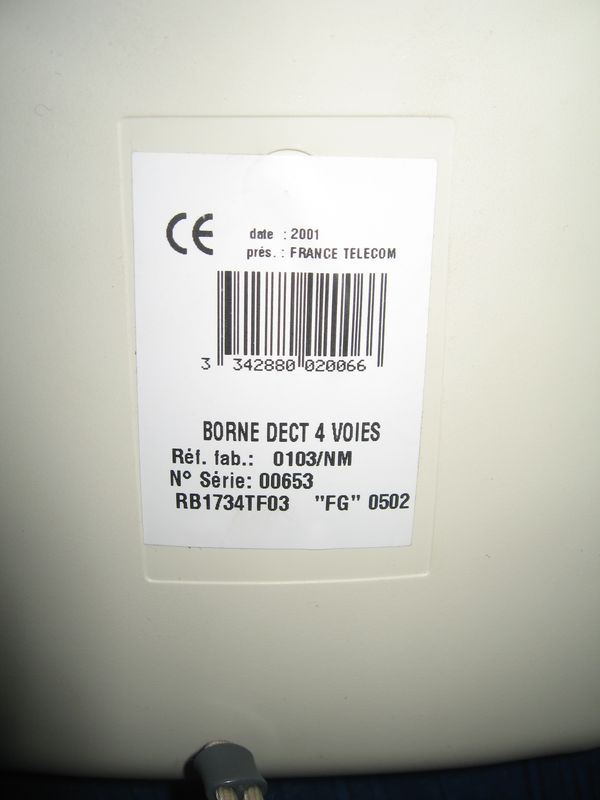 CE
date : 2001
prés. : FRANCE TELECOM
3 342880 020066
BORNE DECT 4 VOIES
Réf. fab.: 0103/NM
N° Série: 00653
RB1734TF03 "FG" 0502